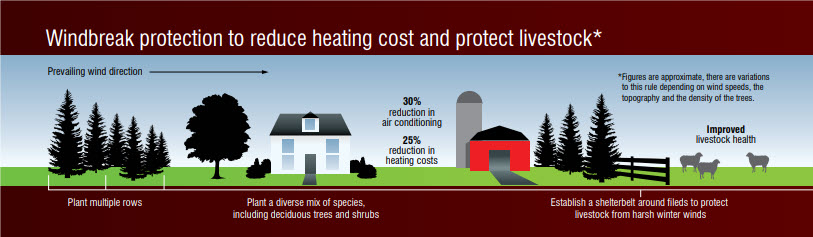 Windbreak protection to reduce heating cost and protect livestock*
Prevailing wind direction
*Figures are approximate, there are variations
to this rule depending on wind speeds, the
topography and the density of the trees.
30%
reduction in
air conditioning
25%
reduction in
heating costs
Improved
livestock health
Plant multiple rows
Plant a diverse mix of species,
including deciduous trees and shrubs
Establish a shelterbelt around fileds to protect
livestock from harsh winter winds